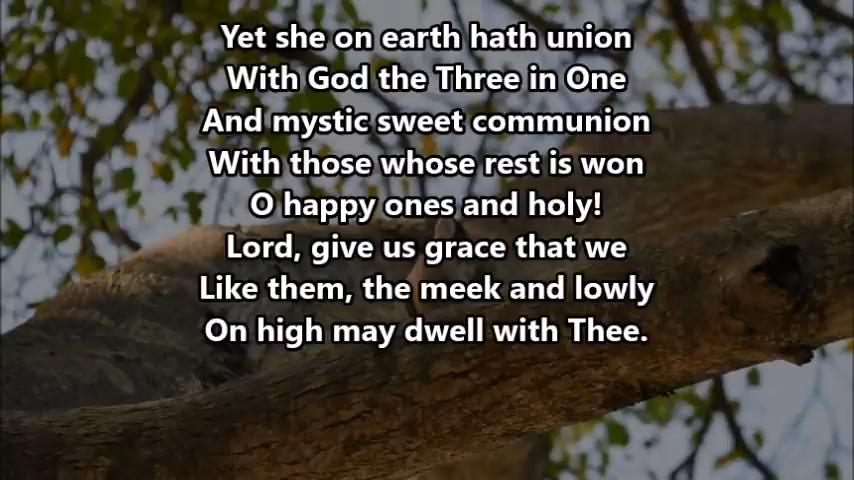 Yet she on earth hath union
With God the Three in One
And mystic sweet communion
With those whose rest is won
O happy ones and holy!
Lord, give us grace that we
Like them, the meek and lowly
On high may dwell with Thee.